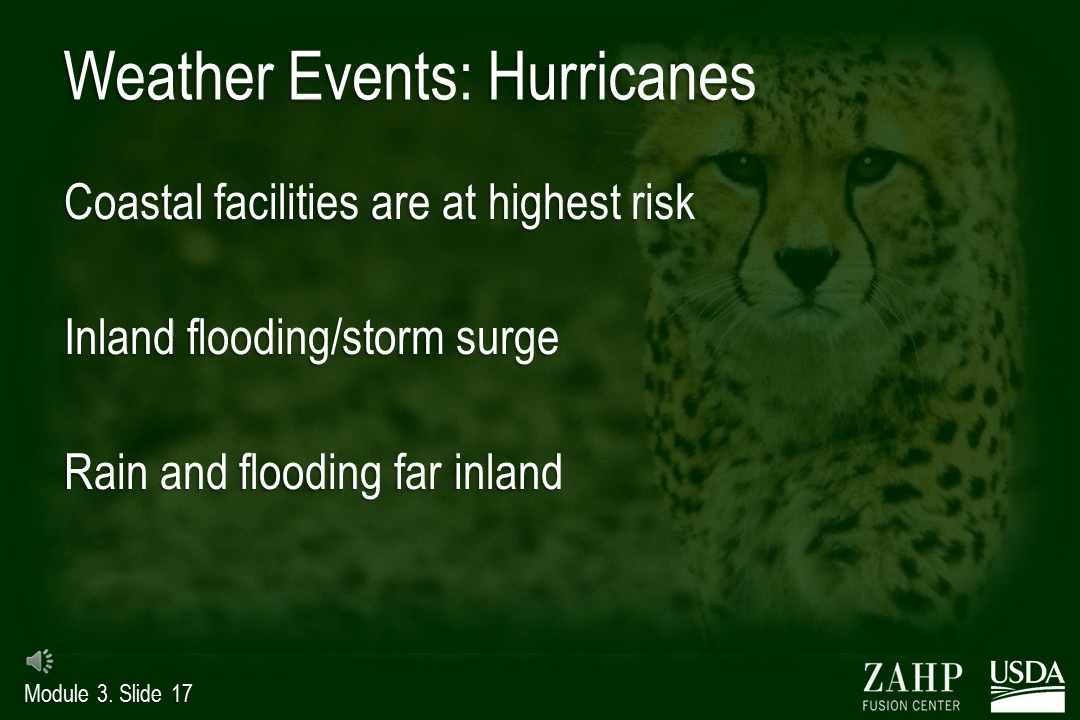 Weather Events: Hurricanes
Coastal facilities are at highest risk
Inland flooding/storm surge
Rain and flooding far inland
Module 3. Slide 17
ZAHP
FUSION CENTER
USDA